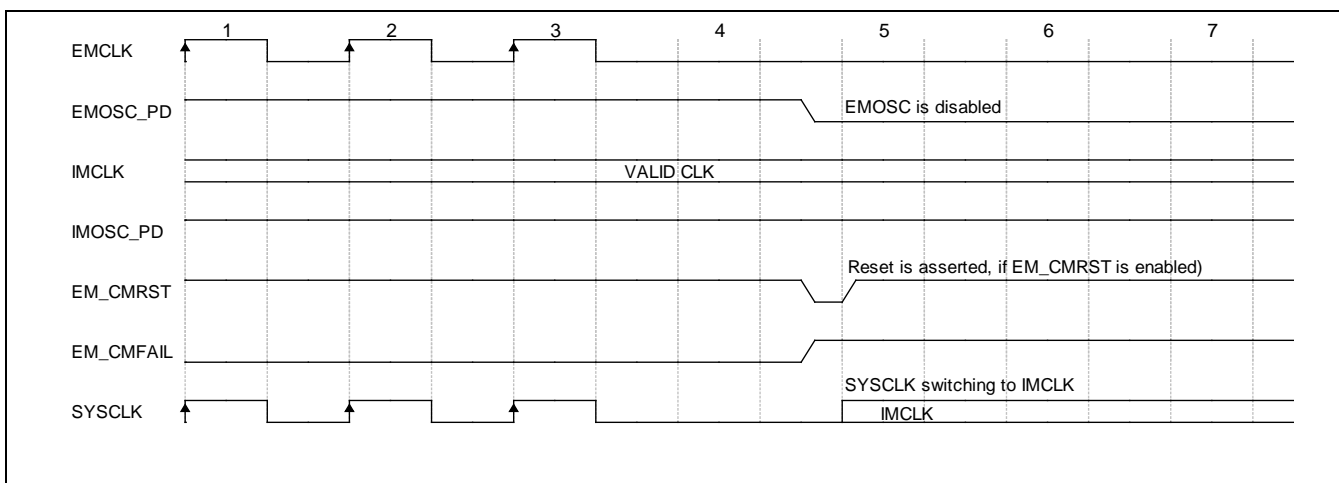 1 2 3 4 5 6 7
EMCLK
EMOSC_PD
EMOSC is disabled
IMCLK
VALID CLK
IMOSC_PD
Reset is asserted, if EM_CMRST is enabled)
EM_CMRST
EM_CMFAIL
SYSCLK switching to IMCLK
SYSCLK
IMCLK